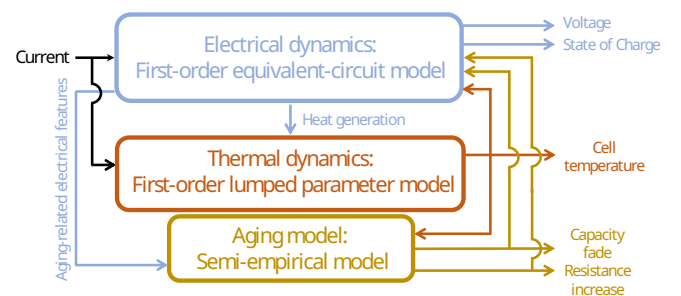 Voltage
State of Charge
Electrical dynamics:
First-order equivalent-circuit model
Current
Aging-related electrical features
Heat generation
Thermal dynamics:
First-order lumped parameter model
Cell
temperature
Aging model:
Semi-empirical model
Capacity
fade
Resistance
increase